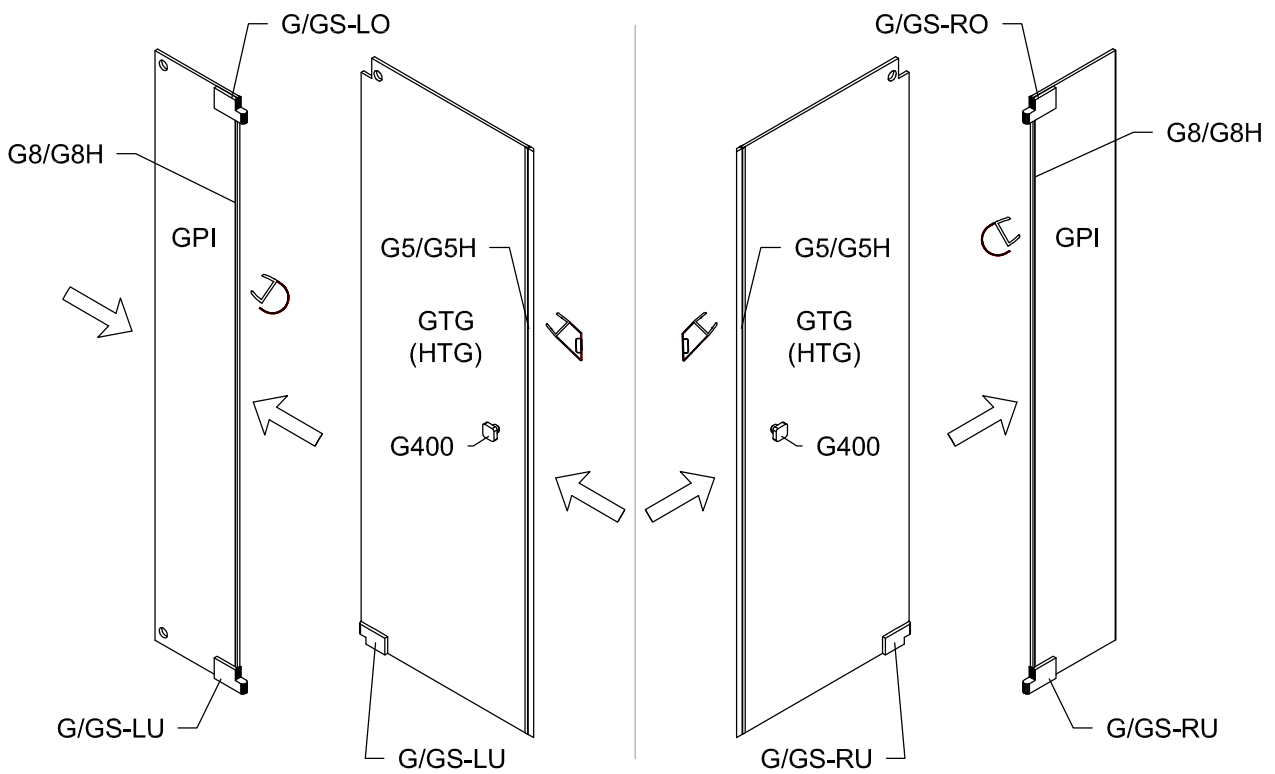 G/GS-LO
G/GS-RO
G8/G8H
G8/G8H
GPI
G5/G5H
G5/G5H
GPI
GTG
(HTG)
GTG
(HTG)
G400
G400
G/GS-LU
G/GS-LU
G/GS-RU
G/GS-RU